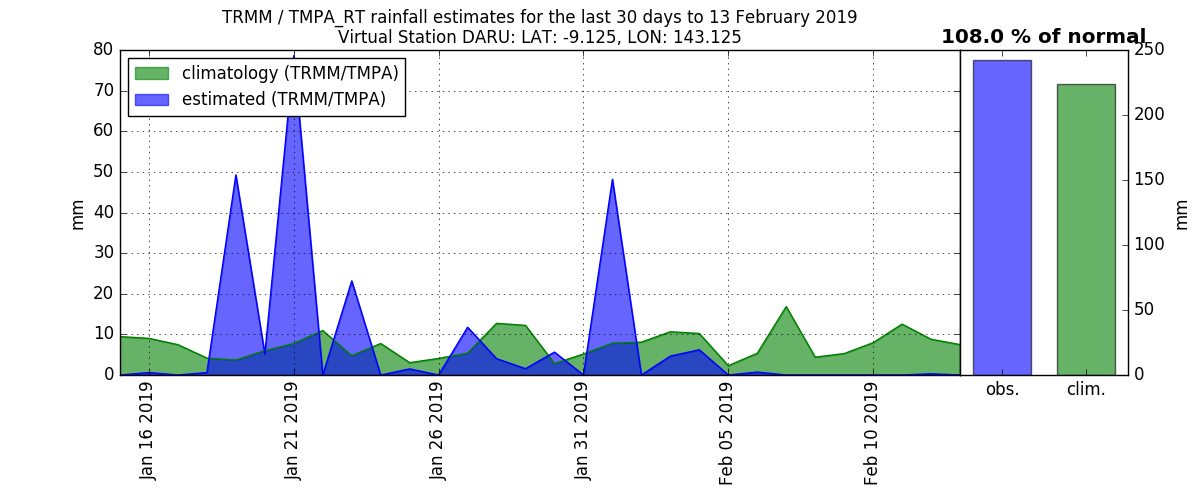 TRMM / TMPA_RT rainfall estimates for the last 30 days to 13 February 2019
Virtual Station DARU: LAT: -9.125, LON: 143.125
108.0 % of normal
climatology (TRMM/TMPA)
estimated (TRMM/TMPA)
80
70
60
50
40
30
20
10
0
mm
Jan 16 2019
Jan 21 2019
Jan 26 2019
Jan 31 2019
Feb 05 2019
Feb 10 2019
250
200
150
100
50
0
mm
obs.
clim.